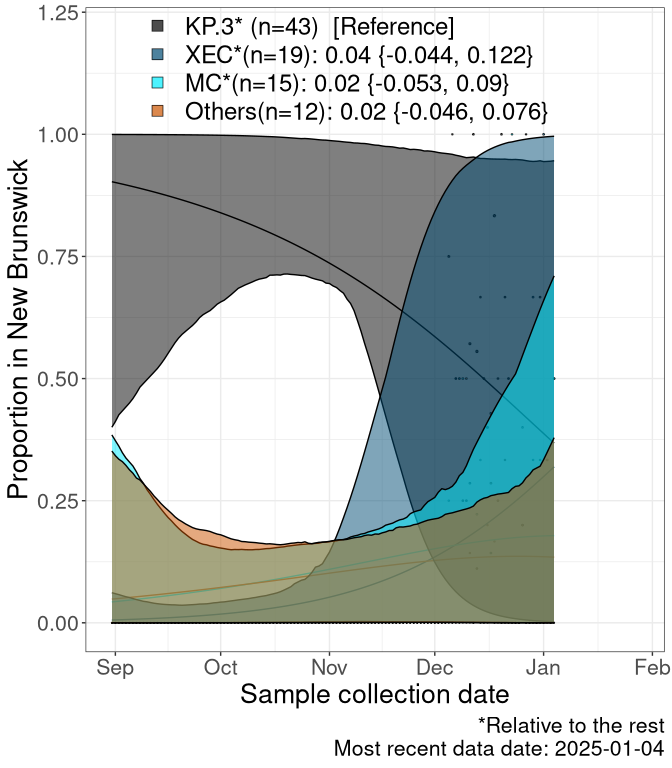 KP.3* (n=43) [Reference]
XEC*(n=19): 0.04 {-0.044, 0.122}
MC*(n=15): 0.02 {-0.053, 0.09}
Others(n=12): 0.02 {-0.046, 0.076}
Proportion in New Brunswick
1.25
1.00
0.75
0.50
0.25
0.00
Sep Oct Nov Dec Jan Feb
Sample collection date
*Relative to the rest
Most recent data date: 2025-01-04